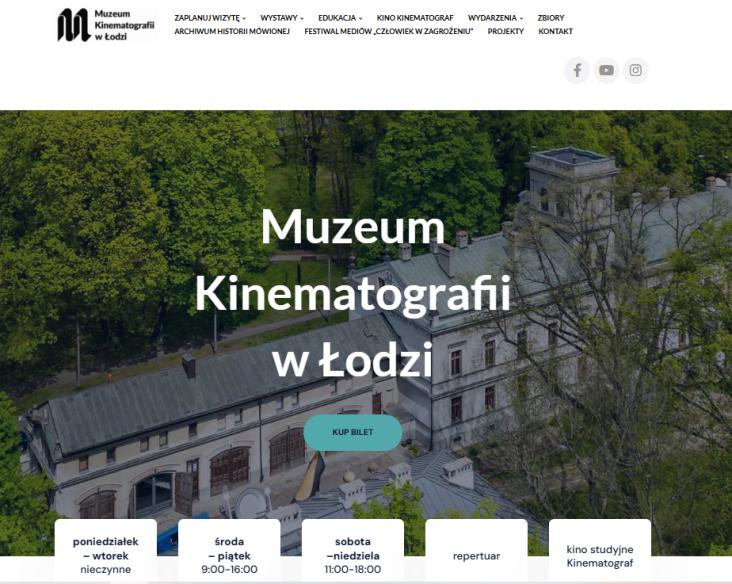 Muzeum
Kinematografii
w Łodzi
ZAPLANUJ WIZYTĘ WYSTAWY EDUKACJA KINO KINEMATOGRAF WYDARZENIA ZBIORY
ARCHIWUM HISTORII MÓWIONEJ FESTIWAL MEDIÓW „CZŁOWIEK W ZAGROŻENIU" PROJEKTY KONTAKT
Muzeum
Kinematografii
w Łodzi
KUP BILET
poniedziałek
– wtorek
nieczynne
środa
– piątek
9:00-16:00
sobota
–niedziela
11:00-18:00
repertuar
kino studyjne
Kinematograf